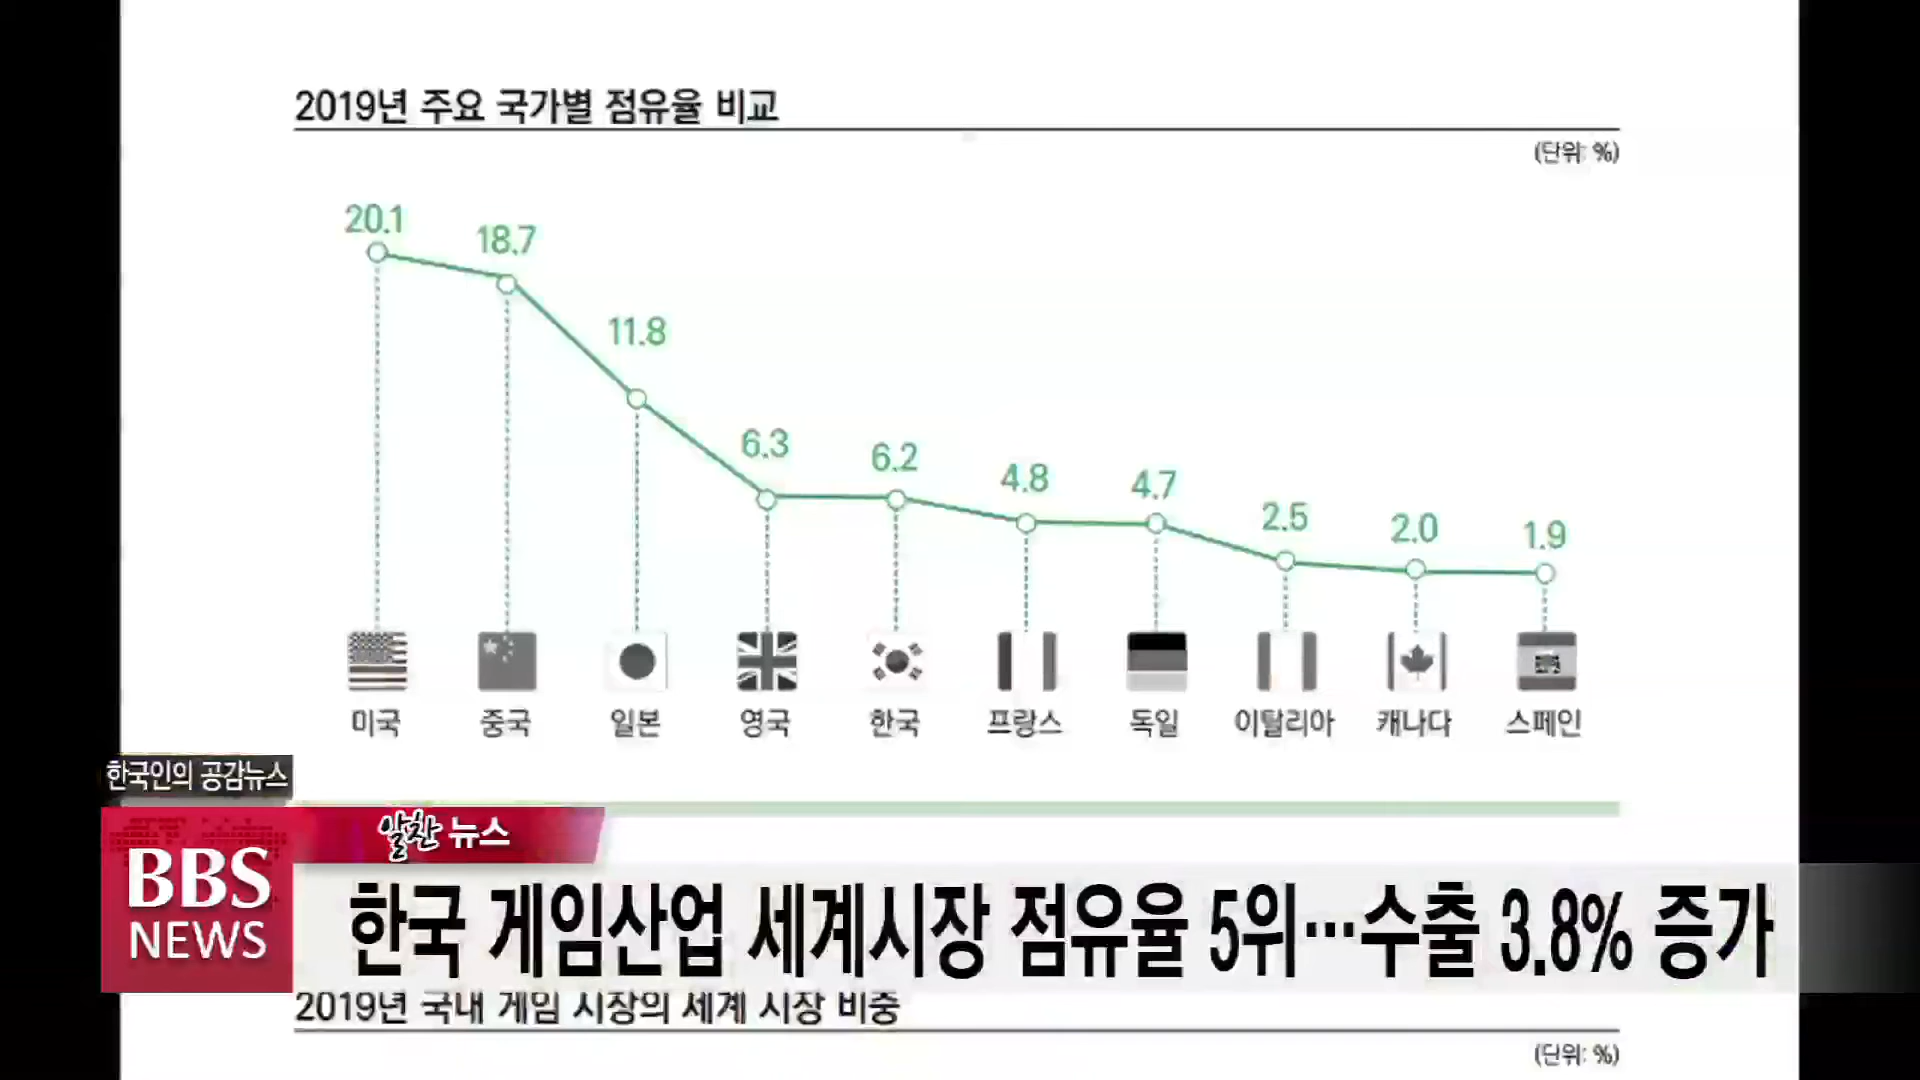 2019년 주요 국가별 점유율 비교
(단위: %)
20.1
18.7
11.8
6.3
6.2
4.8
4.7
2.5
2.0
1.9
미국 중국 일본 영국 한국 프랑스 독일 이탈리아 캐나다 스페인
한국인의 공감뉴스
알찬 뉴스
BBS
NEWS
한국 게임산업 세계시장 점유율 5위…수출 3.8% 증가
2019년 국내 게임 시장의 세계 시장 비중
(단위: %)